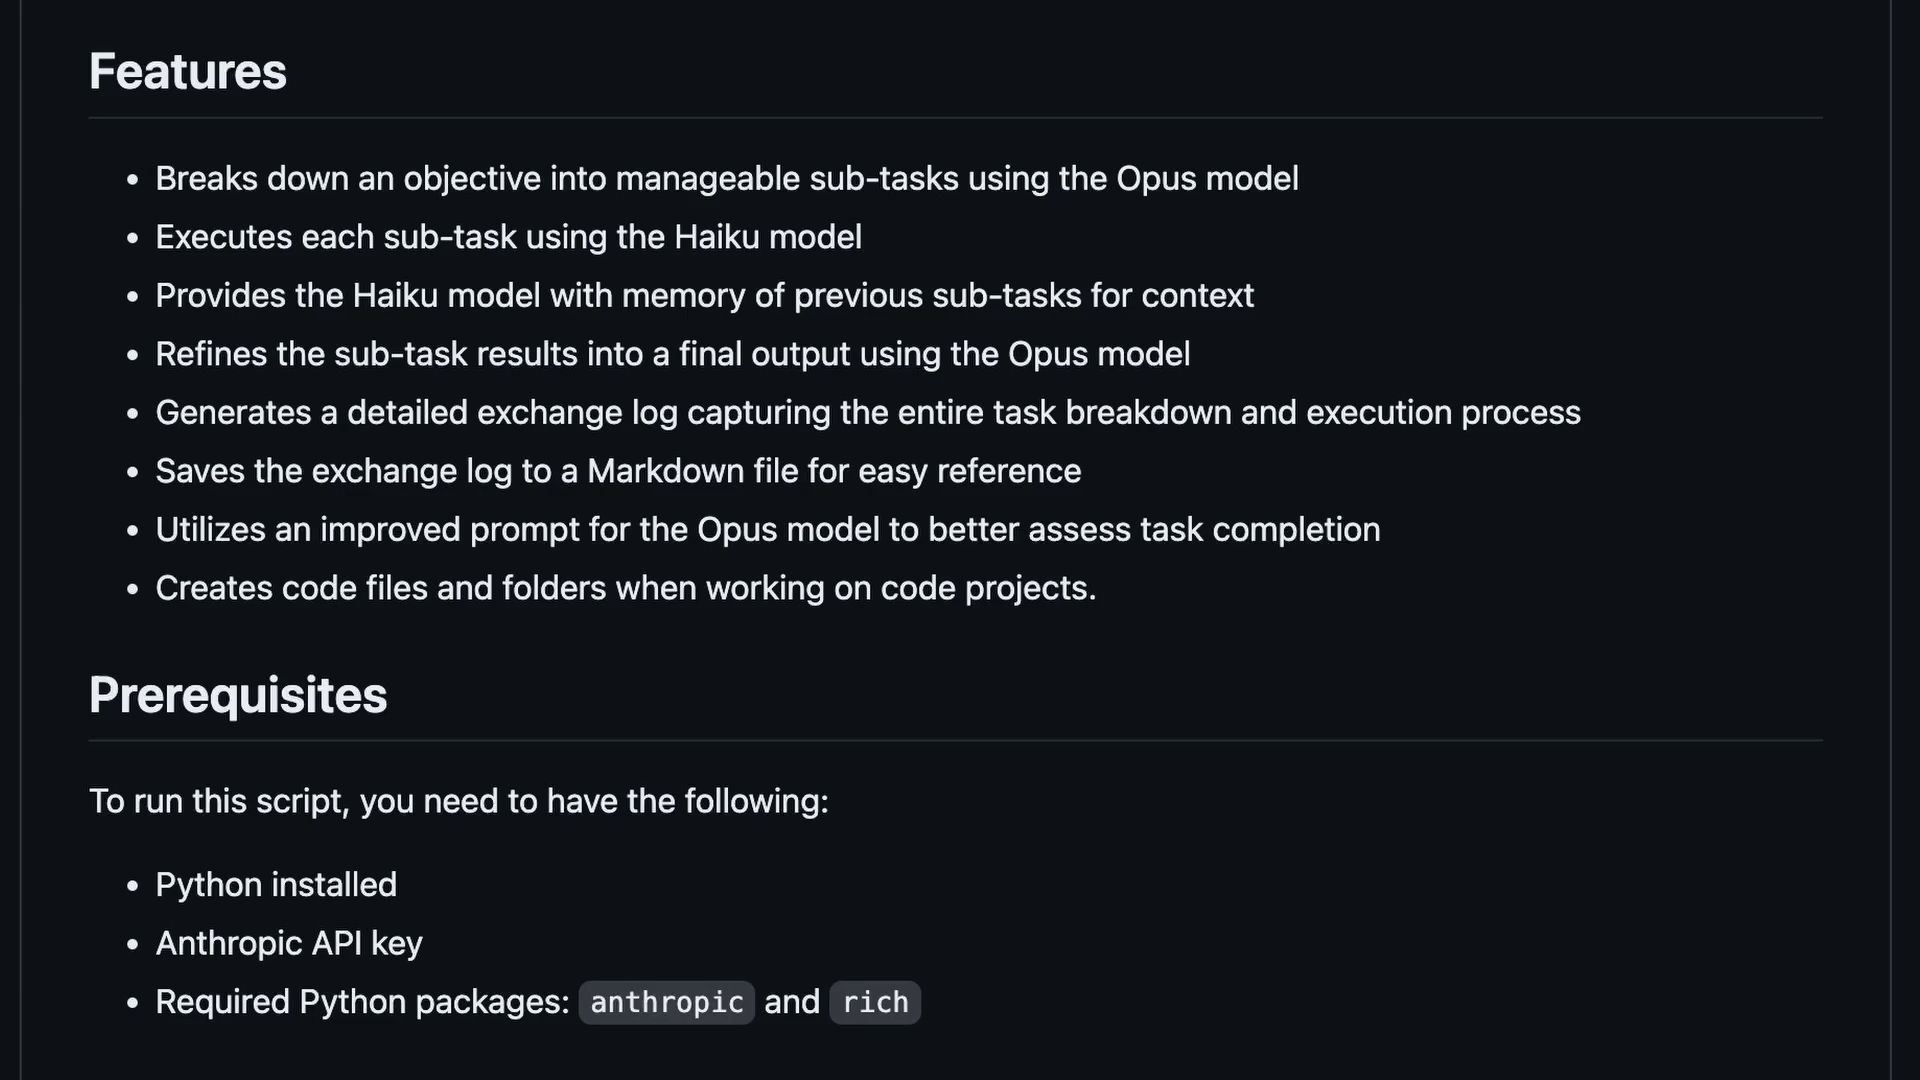 Features
• Breaks down an objective into manageable sub-tasks using the Opus model
• Executes each sub-task using the Haiku model
• Provides the Haiku model with memory of previous sub-tasks for context
• Refines the sub-task results into a final output using the Opus model
• Generates a detailed exchange log capturing the entire task breakdown and execution process
• Saves the exchange log to a Markdown file for easy reference
• Utilizes an improved prompt for the Opus model to better assess task completion
• Creates code files and folders when working on code projects.
Prerequisites
To run this script, you need to have the following:
• Python installed
• Anthropic API key
• Required Python packages: anthropic and rich